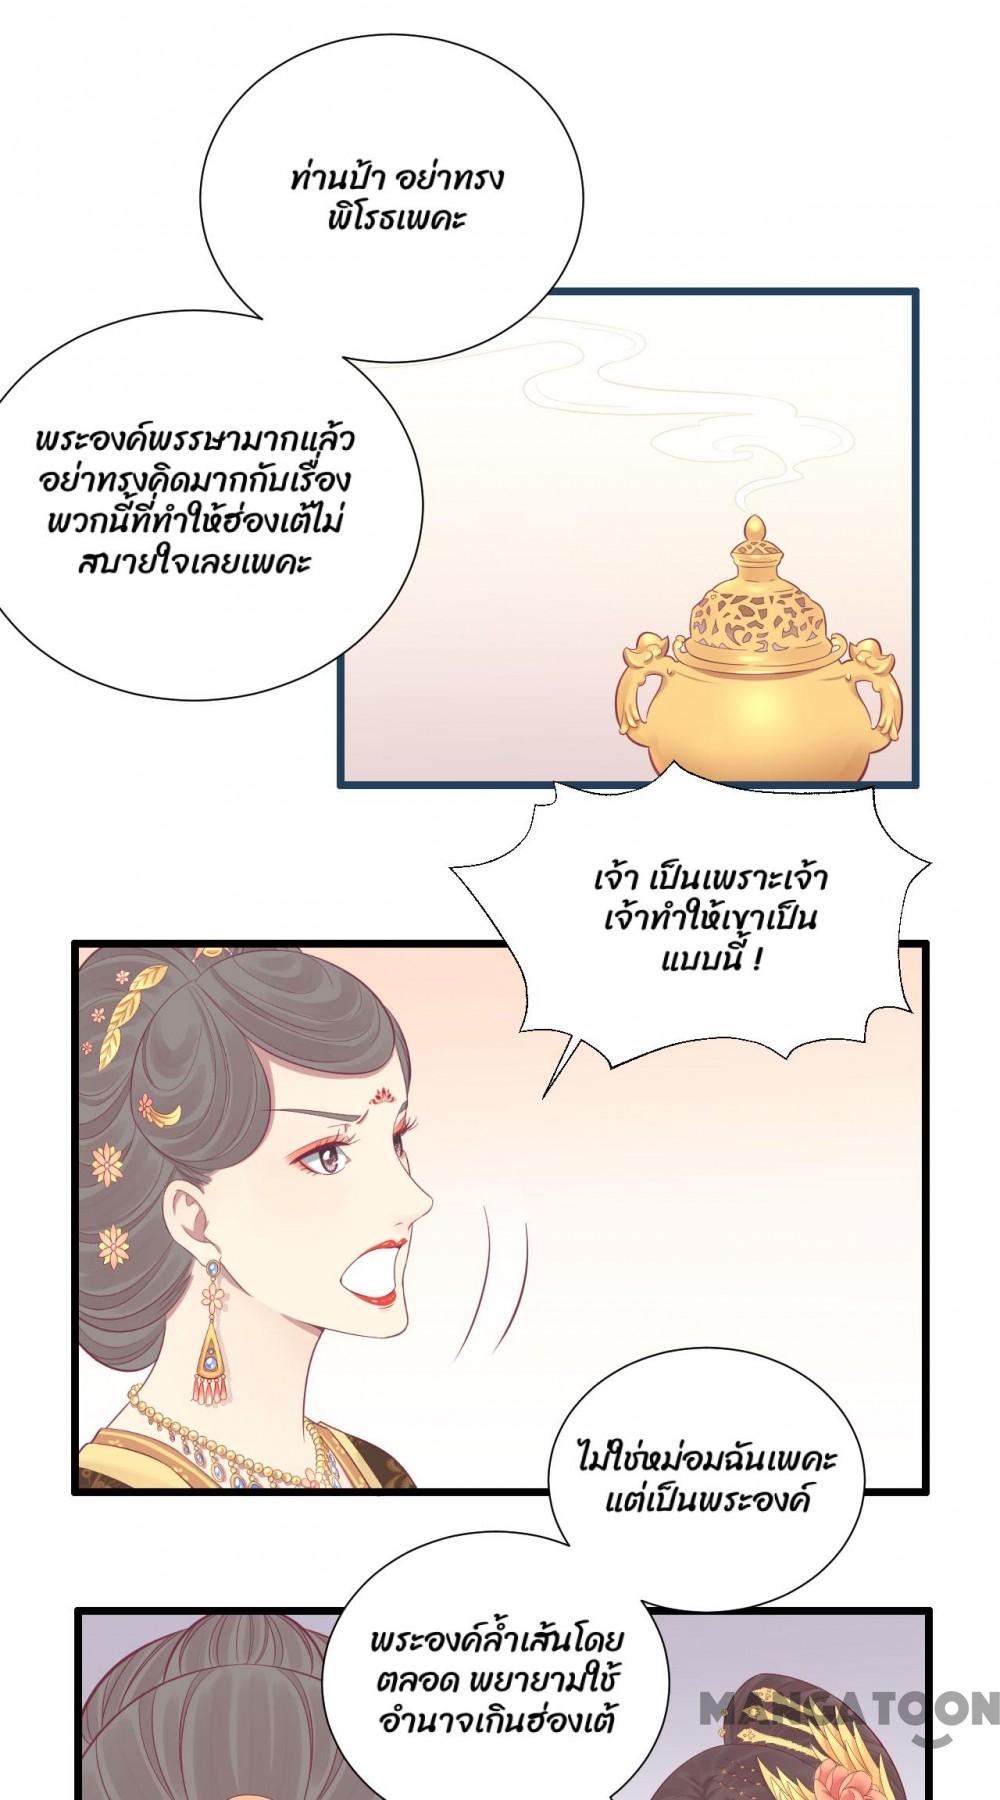 ท่านป้า อย่าทรง
พิโรธเพคะ
พระองค์พรรษามากแล้ว
อย่าทรงคิดมากกับเรื่อง
พวกนี้ที่ทำให้ฮ่องเต้ไม่
สบายใจเลยเพคะ
เจ้า เป็นเพราะเจ้า
เจ้าทำให้เขาเป็น
แบบนี้ !
ไม่ใช่หม่อมฉันเพคะ
แต่เป็นพระองค์
พระองค์ล้ำเส้นโดย
ตลอด พยายามใช้
อำนาจเกินฮ่องเต้
MANGATOON